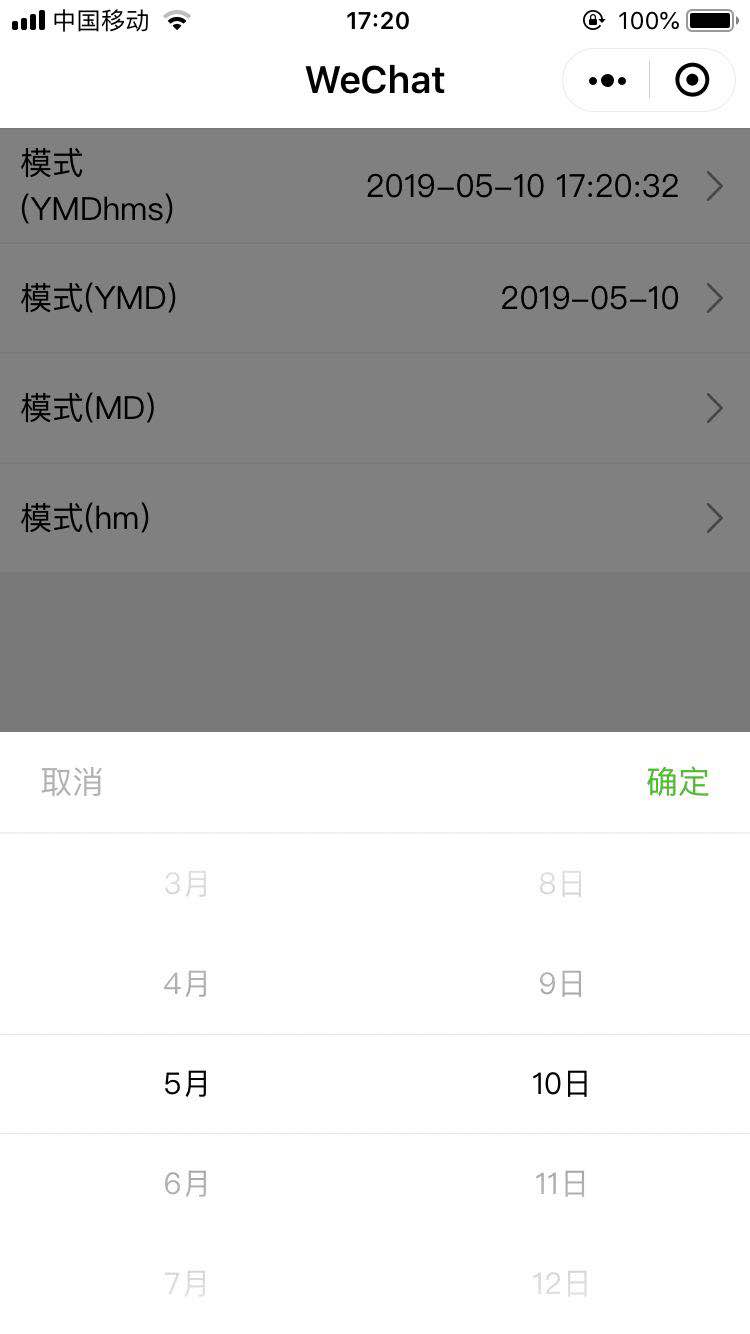 中国移动 17:20 100%
WeChat
模式
(YMDhms) 2019-05-10 17:20:32
模式(YMD) 2019-05-10
模式(MD)
模式(hm)
取消 确定
3月 8日
4月 9日
5月 10日
6月 11日
7月 12日